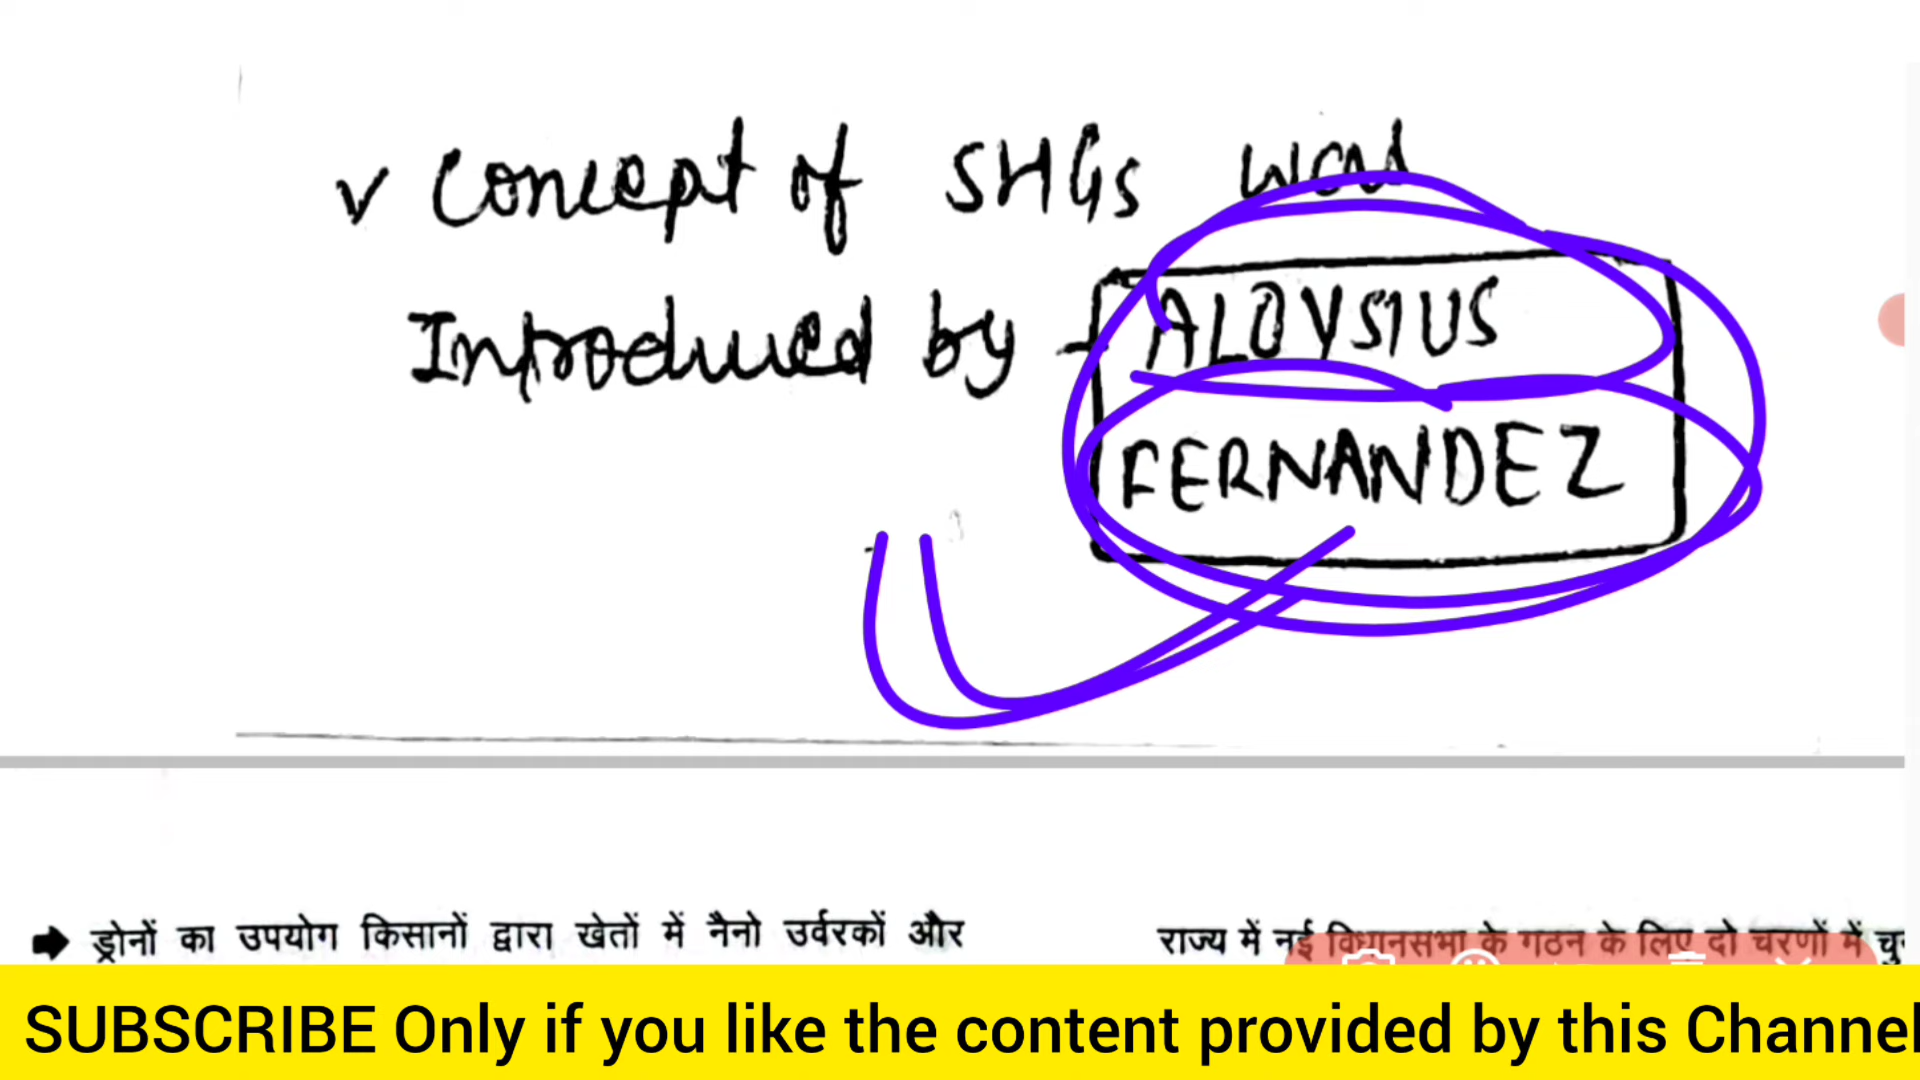 ✓ Concept of SHGs was
Introduced by - ALOYSIUS
FERNANDEZ
➡ ड्रोनों का उपयोग किसानों द्वारा खेतों में नैनो उर्वरकों और
राज्य में नई विधानसभा के गठन के लिए दो चरणों में
SUBSCRIBE Only if you like the content provided by this Channel